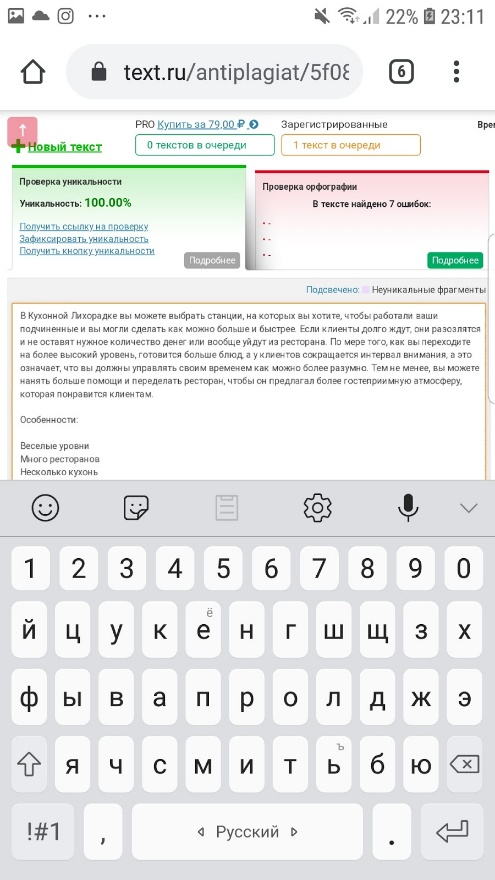 22% 23:11
text.ru/antiplagiat/5f08
6
PRO Купить за 79,00 ₽
Зарегистрированные
Врем
Новый текст
0 текстов в очереди
1 текст в очереди
Проверка уникальности
Уникальность: 100.00%
Получить ссылку на проверку
Зафиксировать уникальность
Получить кнопку уникальности
Подробнее
Проверка орфографии
В тексте найдено 7 ошибок:
Подробнее
Подсвечено: Неуникальные фрагменты
В Кухонной Лихорадке вы можете выбрать станции, на которых вы хотите, чтобы работали ваши
подчиненные и вы могли сделать как можно больше и быстрее. Если клиенты долго ждут, они разозлятся
и не оставят нужное количество денег или вообще уйдут из ресторана. По мере того, как вы переходите
на более высокий уровень, готовится больше блюд, а у клиентов сокращается интервал внимания, а это
означает, что вы должны управлять своим временем как можно более разумно. Тем не менее, вы можете
нанять больше помощи и переделать ресторан, чтобы он предлагал более гостеприимную атмосферу,
которая понравится клиентам.
Особенности:
Веселые уровни
Много ресторанов
Несколько кухонь
1 2 3 4 5 6 7 8 9 0
й ц у к е ё н г ш щ з х
ф ы в а п р о л д ж э
я ч с м и т ь ъ б ю
!#1 , Русский .